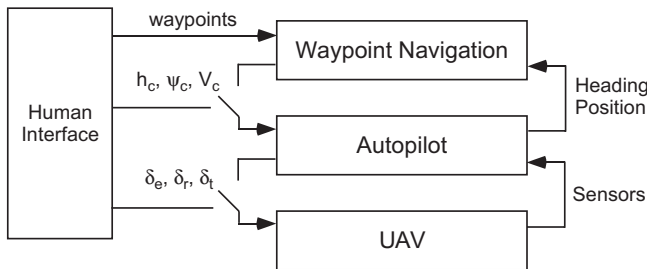 waypoints
Waypoint Navigation
h_c, ψ_c, V_c
Heading
Position
Human
Interface
Autopilot
δ_e, δ_r, δ_t
Sensors
UAV